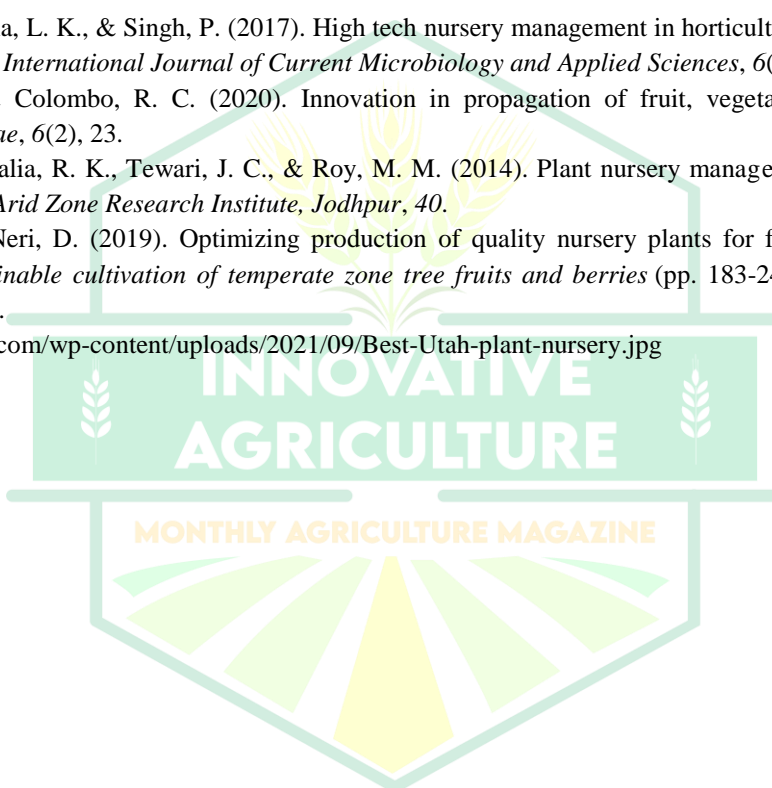 a, L. K., & Singh, P. (2017). High tech nursery management in horticult
International Journal of Current Microbiology and Applied Sciences, 6(
Colombo, R. C. (2020). Innovation in propagation of fruit, vegeta
ae, 6(2), 23.
alia, R. K., Tewari, J. C., & Roy, M. M. (2014). Plant nursery manage
Arid Zone Research Institute, Jodhpur, 40.
Neri, D. (2019). Optimizing production of quality nursery plants for f
inable cultivation of temperate zone tree fruits and berries (pp. 183-24
.
com/wp-content/uploads/2021/09/Best-Utah-plant-nursery.jpg
INNOVATIVE
AGRICULTURE
MONTHLY AGRICULTURE MAGAZINE